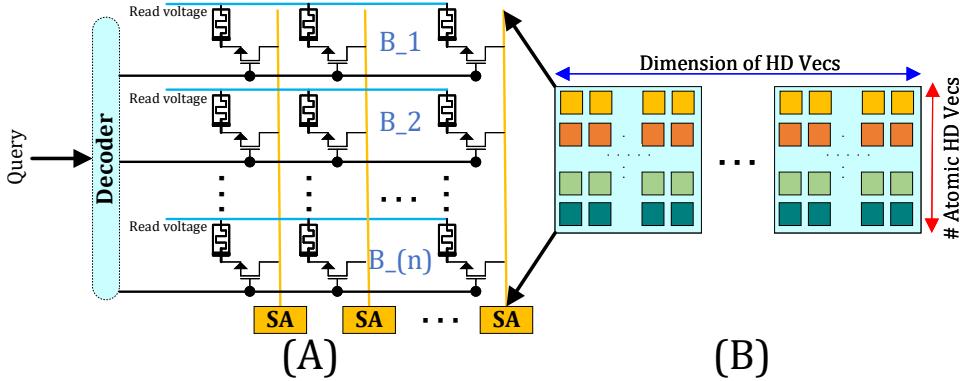 Read voltage
B_1
Dimension of HD Vecs
Read voltage
B_2
Query
Decoder
# Atomic HD Vecs
Read voltage
B_(n)
SA
SA
SA
(A)
(B)